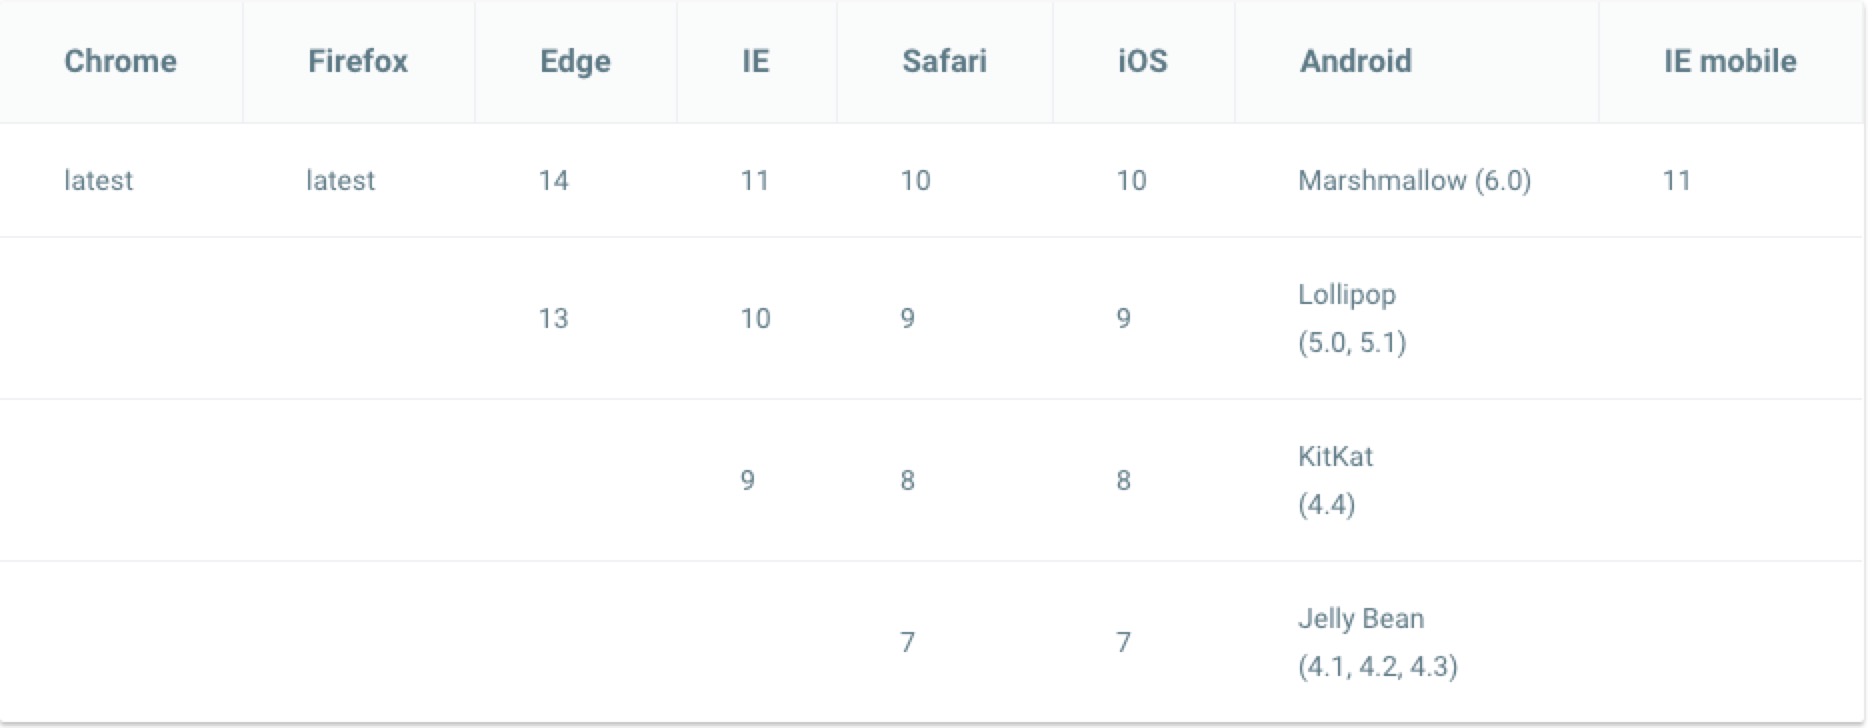 Chrome Firefox Edge IE Safari iOS Android IE mobile
latest latest 14 11 10 10 Marshmallow (6.0) 11
13 10 9 9 Lollipop
(5.0, 5.1)
9 8 8 KitKat
(4.4)
7 7 Jelly Bean
(4.1, 4.2, 4.3)